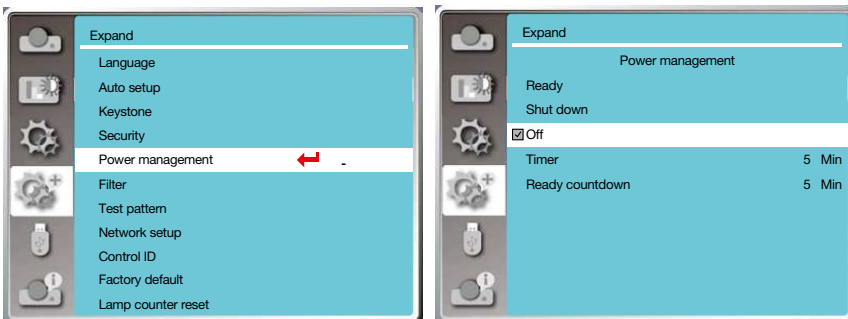 Expand
Language
Auto setup
Keystone
Security
Power management
Filter
Test pattern
Network setup
Control ID
Factory default
Lamp counter reset
Expand
Power management
Ready
Shut down
Off
Timer 5 Min
Ready countdown 5 Min